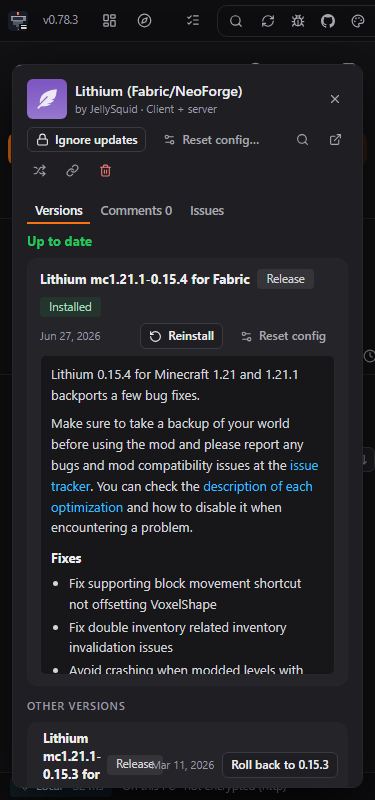 v0.78.3
Lithium (Fabric/NeoForge)
by JellySquid · Client + server
Ignore updates
Reset config...
Versions
Comments 0
Issues
Up to date
Lithium mc1.21.1-0.15.4 for Fabric
Release
Installed
Jun 27, 2026
Reinstall
Reset config
Lithium 0.15.4 for Minecraft 1.21 and 1.21.1
backports a few bug fixes.
Make sure to take a backup of your world
before using the mod and please report any
bugs and mod compatibility issues at the issue
tracker. You can check the description of each
optimization and how to disable it when
encountering a problem.
Fixes
• Fix supporting block movement shortcut
not offsetting VoxelShape
• Fix double inventory related inventory
invalidation issues
• Avoid crashing when modded levels with
OTHER VERSIONS
Lithium
mc1.21.1-
0.15.3 for
Release
Mar 11, 2026
Roll back to 0.15.3